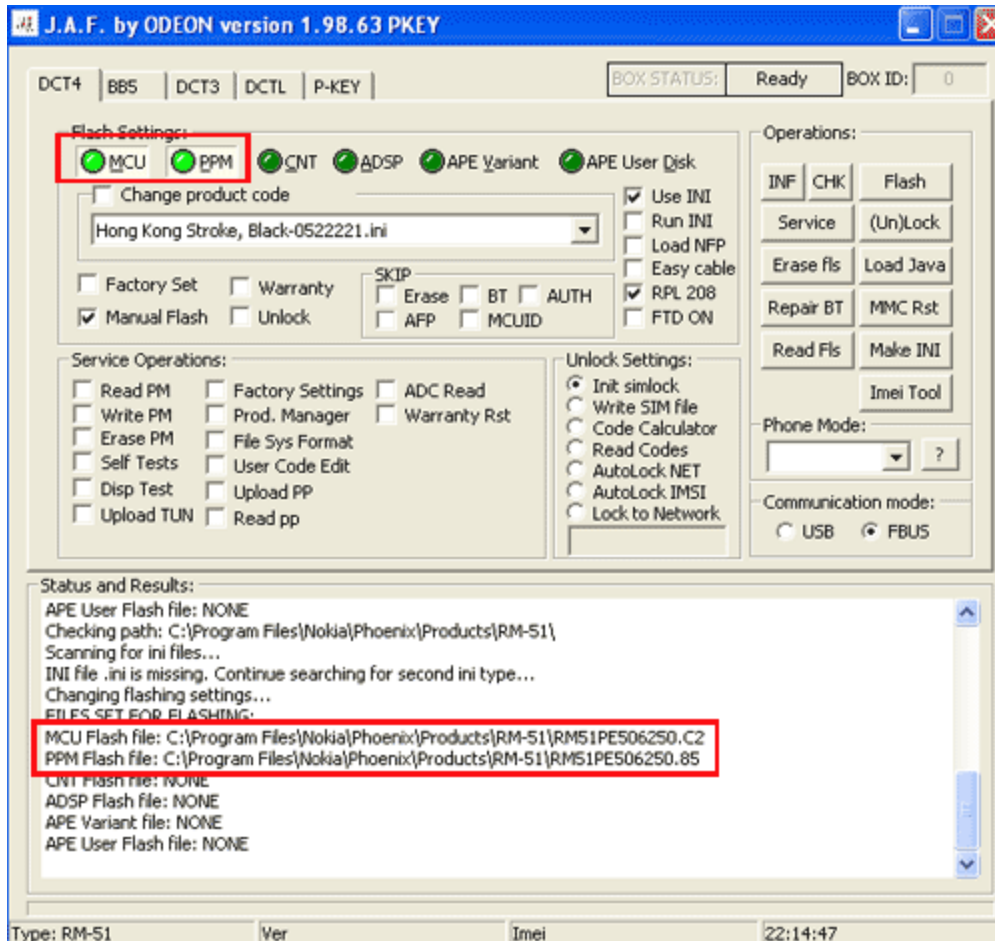 J.A.F. by ODEON version 1.98.63 PKEY
DCT4 BB5 DCT3 DCTL P-KEY
BOX STATUS: Ready BOX ID: 0
Flash Settings:
MCU PPM CNT ADSP APE Variant APE User Disk
Change product code
Hong Kong Stroke, Black-0522221.ini
Use INI
Run INI
Load NFP
Easy cable
RPL 208
FTD ON
Factory Set Warranty
Manual Flash Unlock
SKIP
Erase BT AUTH
AFP MCUID
Operations:
INF CHK Flash
Service (Un)Lock
Erase fls Load Java
Repair BT MMC Rst
Read Fls Make INI
Imei Tool
Service Operations:
Read PM Factory Settings ADC Read
Write PM Prod. Manager Warranty Rst
Erase PM File Sys Format
Self Tests User Code Edit
Disp Test Upload PP
Upload TUN Read pp
Unlock Settings:
Init simlock
Write SIM file
Code Calculator
Read Codes
AutoLock NET
AutoLock IMSI
Lock to Network
Phone Mode:
?
Communication mode:
USB FBUS
Status and Results:
APE User Flash file: NONE
Checking path: C:\Program Files\Nokia\Phoenix\Products\RM-51\
Scanning for ini files...
INI file .ini is missing. Continue searching for second ini type...
Changing flashing settings...
FILES SET FOR FLASHING:
MCU Flash file: C:\Program Files\Nokia\Phoenix\Products\RM-51\RM51PE506250.C2
PPM Flash file: C:\Program Files\Nokia\Phoenix\Products\RM-51\RM51PE506250.85
CNT Flash file: NONE
ADSP Flash file: NONE
APE Variant file: NONE
APE User Flash file: NONE
Type: RM-51 Ver Imei 22:14:47